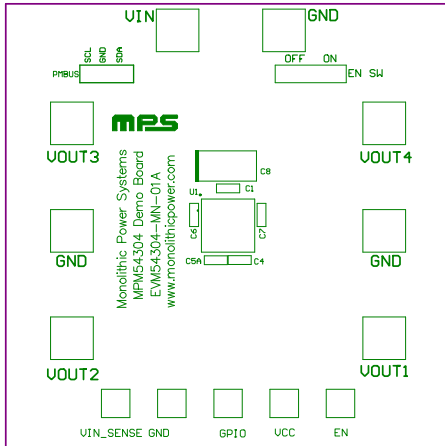 VIN
GND
SCL
GND
SDA
PMBUS
OFF ON
EN SW
VOUT3
MPS
VOUT4
Monolithic Power Systems
MPM54304 Demo Board
EVM54304-MN-01A
www.monolithicpower.com
C8
C1
U1
C6
C7
C5A
C4
GND
GND
VOUT2
VOUT1
VIN_SENSE GND GPIO VCC EN